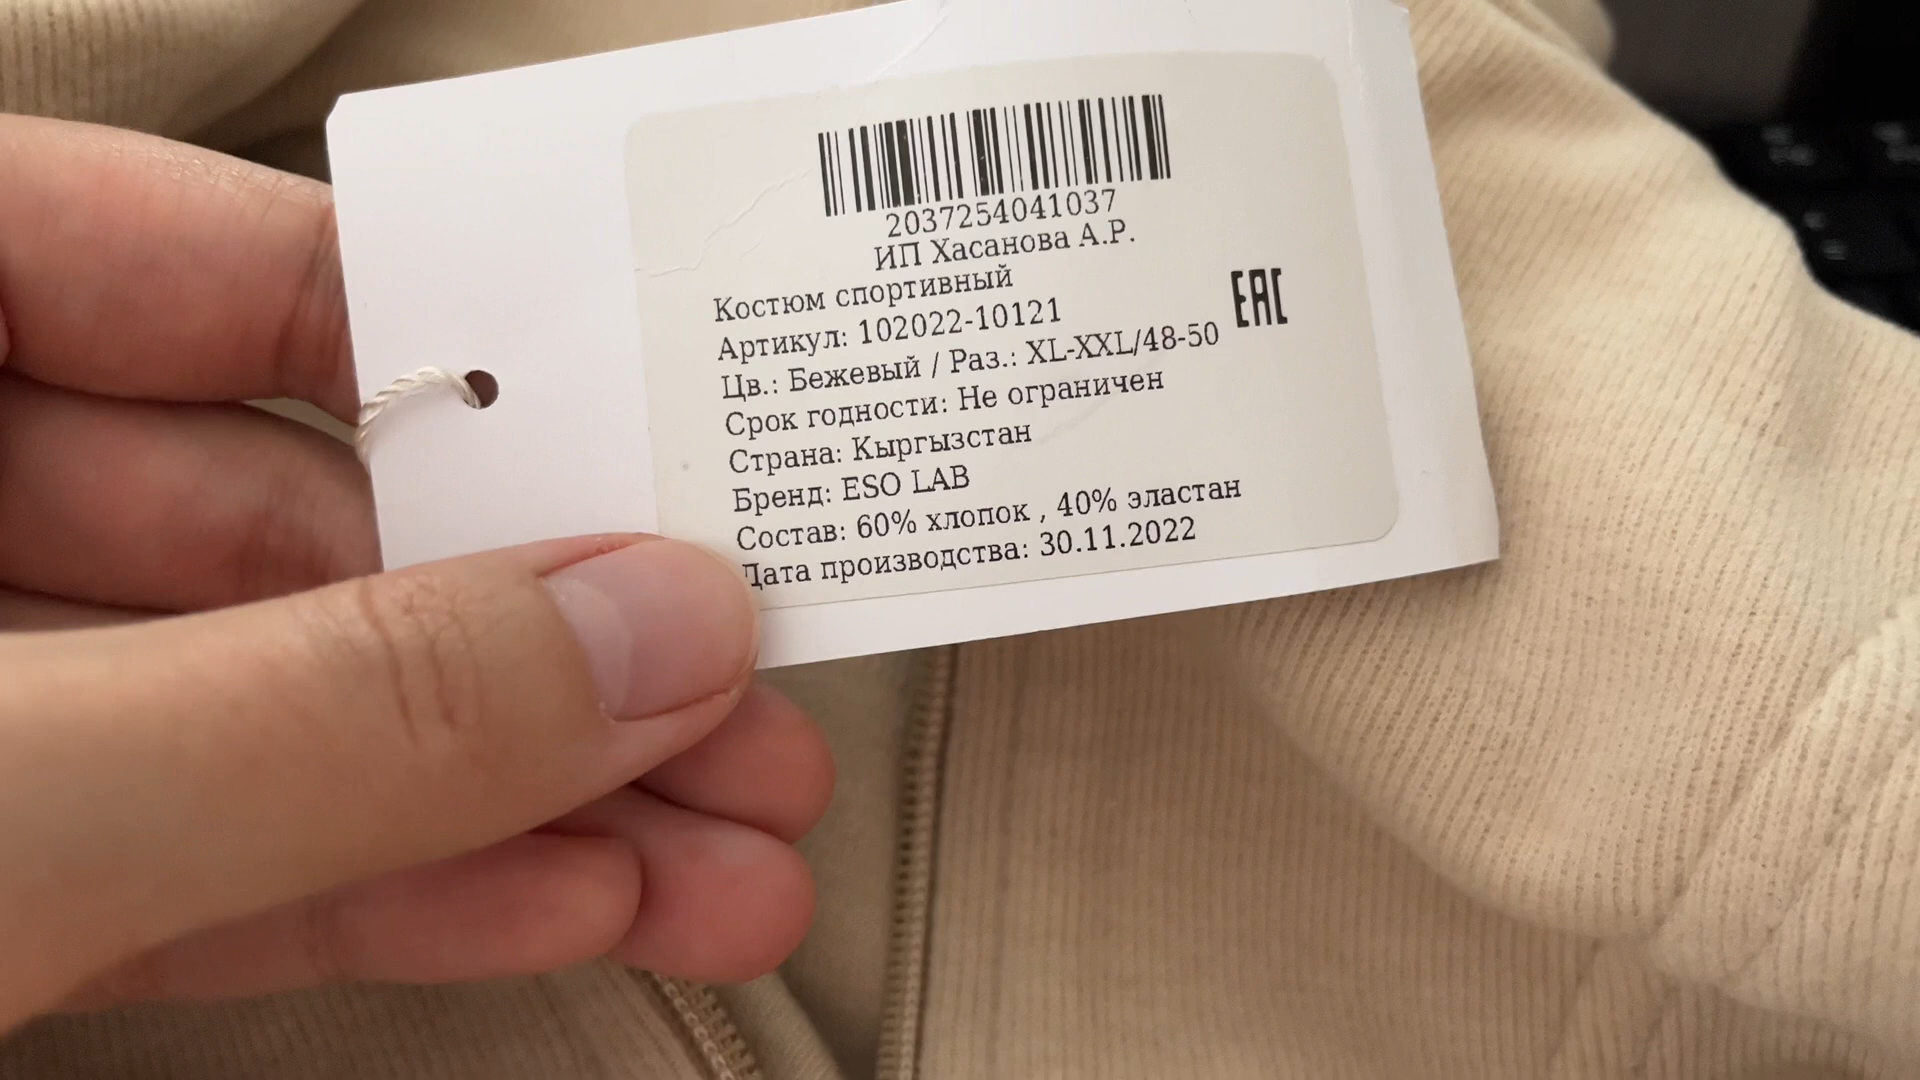 2037254041037
ИП Хасанова А.Р.
Костюм спортивный
Артикул: 102022-10121
EAC
Цв.: Бежевый / Раз.: XL-XXL/48-50
Срок годности: Не ограничен
Страна: Кыргызстан
Бренд: ESO LAB
Состав: 60% хлопок , 40% эластан
Дата производства: 30.11.2022